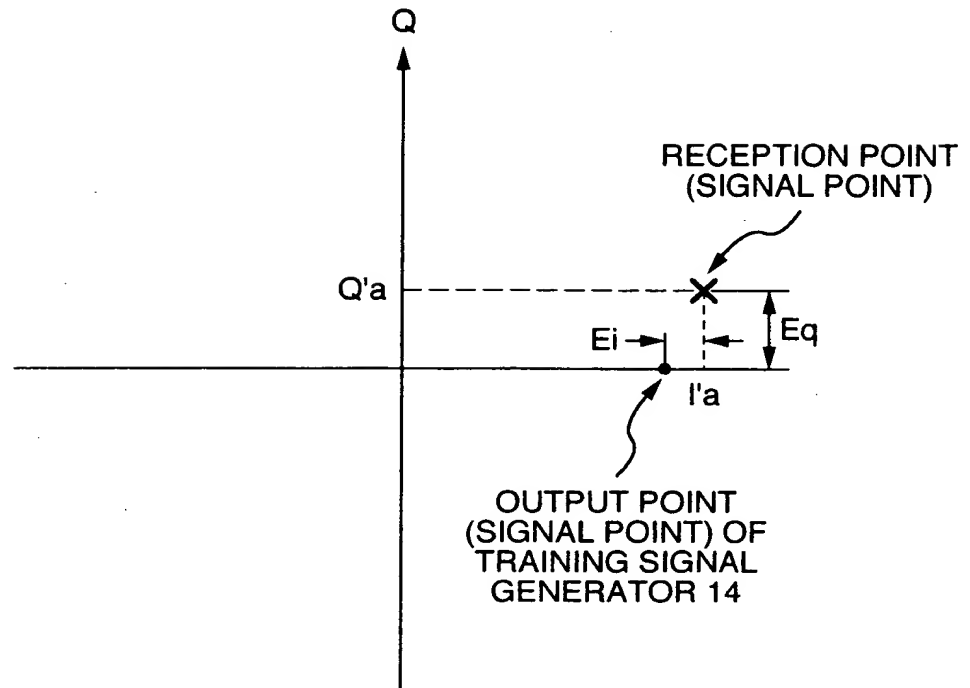 Q
RECEPTION POINT
(SIGNAL POINT)
Q'a
Ei
Eq
I'a
OUTPUT POINT
(SIGNAL POINT) OF
TRAINING SIGNAL
GENERATOR 14